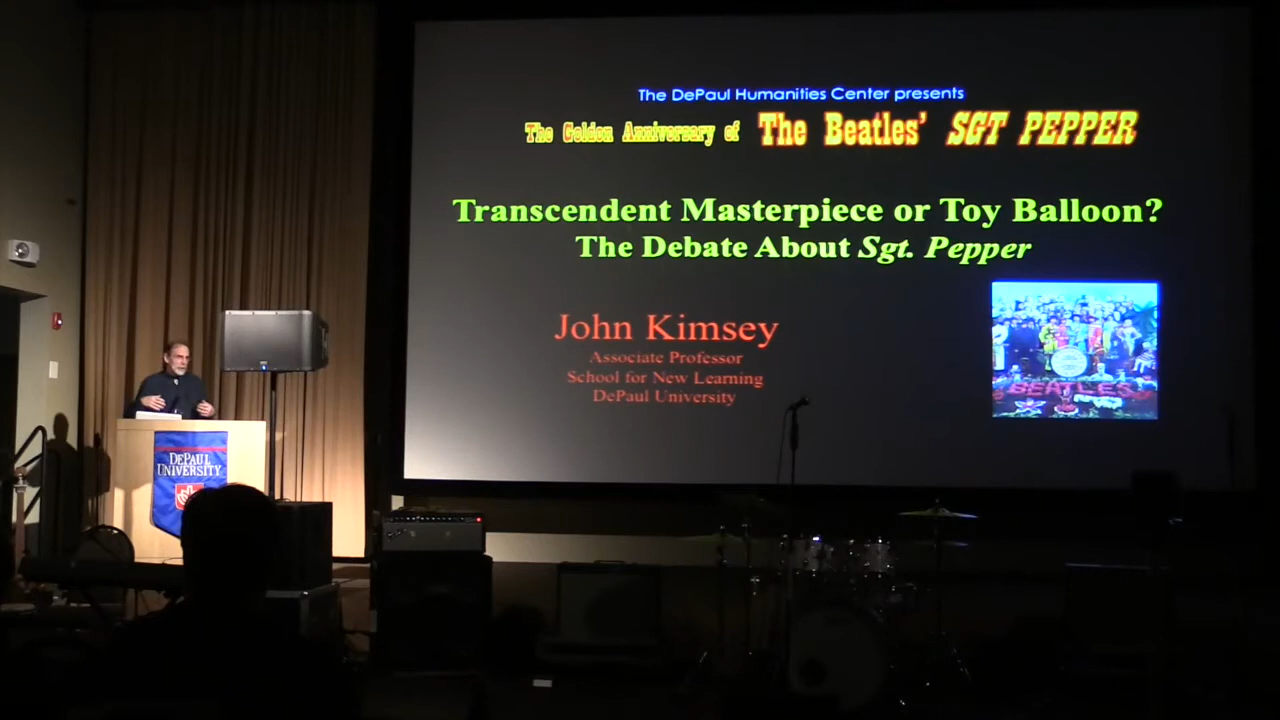 The DePaul Humanities Center presents
The Golden Anniversary of The Beatles' SGT PEPPER
Transcendent Masterpiece or Toy Balloon?
The Debate About Sgt. Pepper
John Kimsey
Associate Professor
School for New Learning
DePaul University
BEATLES
DEPAUL
UNIVERSITY